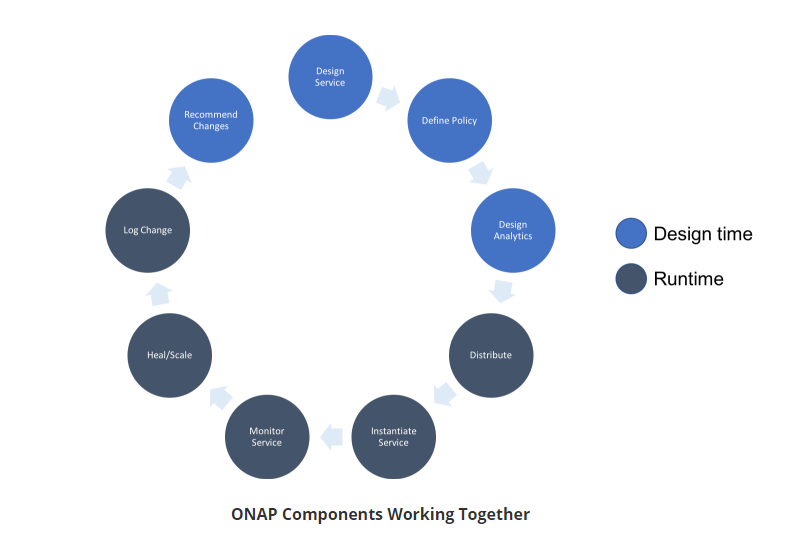 Design
Service
Define Policy
Design
Analytics
Distribute
Instantiate
Service
Monitor
Service
Heal/Scale
Log Change
Recommend
Changes
Design time
Runtime
ONAP Components Working Together